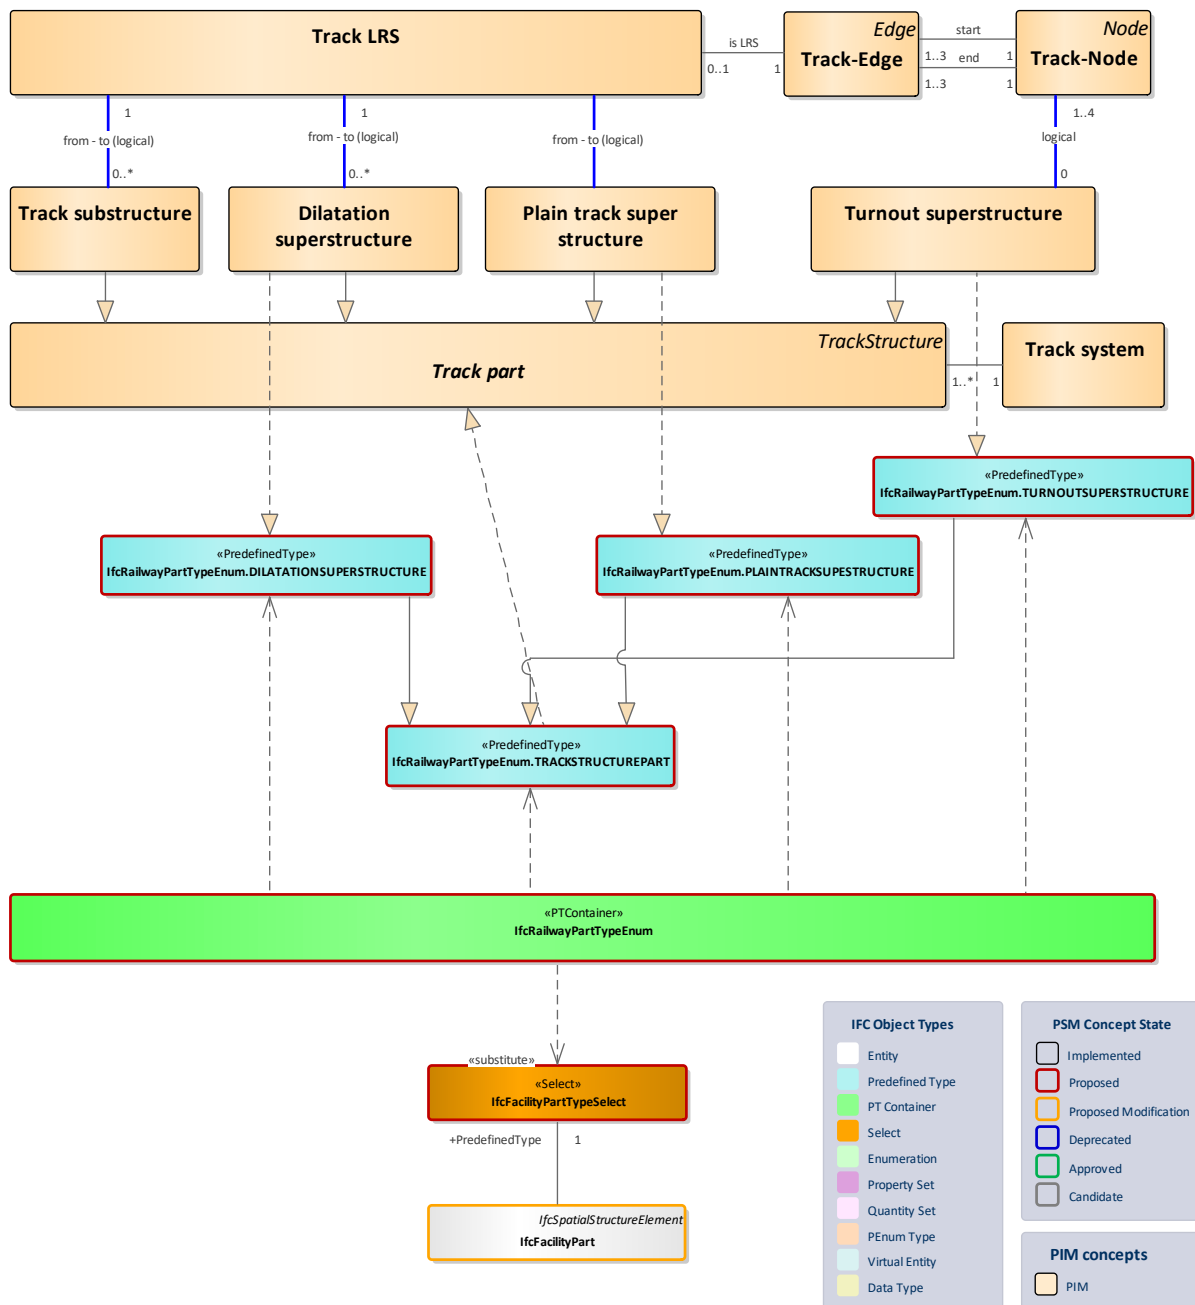 Track LRS
Edge
Track-Edge
Node
Track-Node
is LRS
0..1
1
start
1..3
1
end
1..3
1
1
from - to (logical)
0..*
1
from - to (logical)
0..*
from - to (logical)
1..4
logical
0
Track substructure
Dilatation
superstructure
Plain track super
structure
Turnout superstructure
TrackStructure
Track part
1..*
1
Track system
«PredefinedType»
IfcRailwayPartTypeEnum.TURNOUTSUPERSTRUCTURE
«PredefinedType»
IfcRailwayPartTypeEnum.DILATATIONSUPERSTRUCTURE
«PredefinedType»
IfcRailwayPartTypeEnum.PLAINTRACKSUPESTRUCTURE
«PredefinedType»
IfcRailwayPartTypeEnum.TRACKSTRUCTUREPART
«PTContainer»
IfcRailwayPartTypeEnum
«substitute»
«Select»
IfcFacilityPartTypeSelect
+PredefinedType
1
IfcSpatialStructureElement
IfcFacilityPart
IFC Object Types
Entity
Predefined Type
PT Container
Select
Enumeration
Property Set
Quantity Set
PEnum Type
Virtual Entity
Data Type
PSM Concept State
Implemented
Proposed
Proposed Modification
Deprecated
Approved
Candidate
PIM concepts
PIM